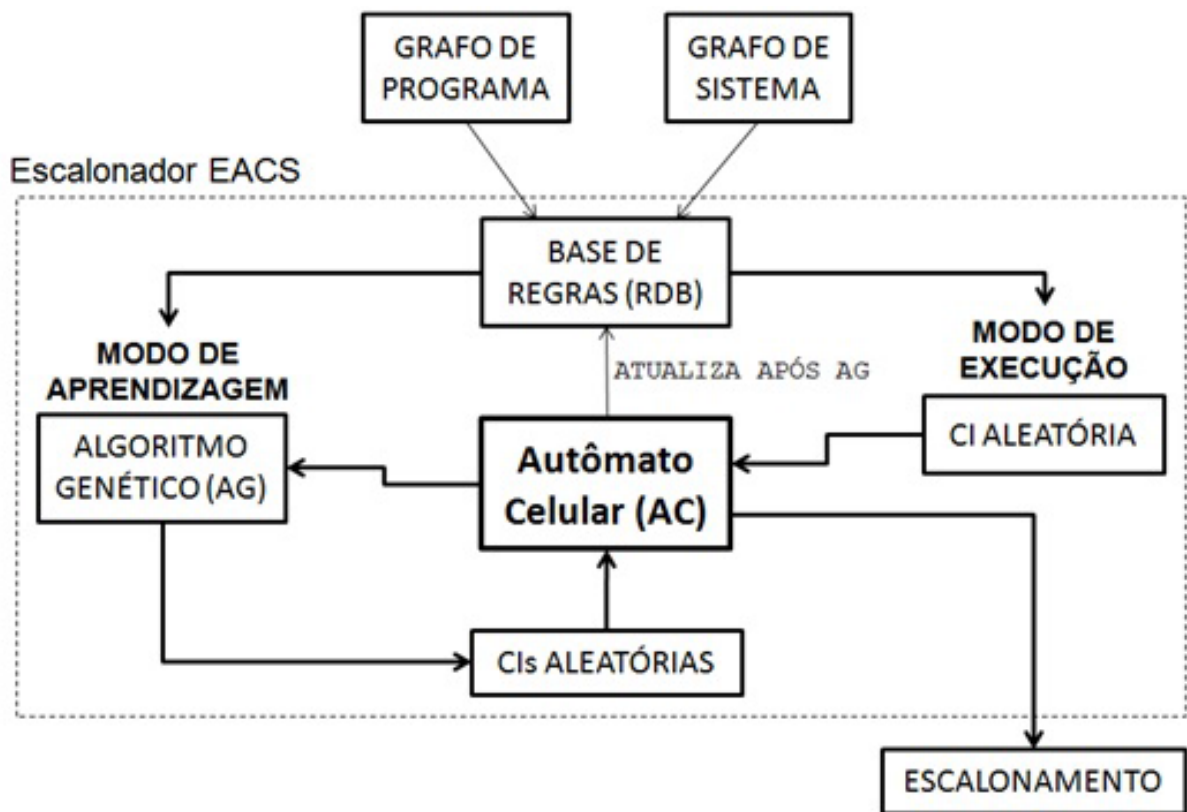 GRAFO DE
PROGRAMA
GRAFO DE
SISTEMA
Escalonador EACS
BASE DE
REGRAS (RDB)
MODO DE
APRENDIZAGEM
MODO DE
EXECUÇÃO
ATUALIZA APÓS AG
ALGORITMO
GENÉTICO (AG)
Autômato
Celular (AC)
CI ALEATÓRIA
CIs ALEATÓRIAS
ESCALONAMENTO